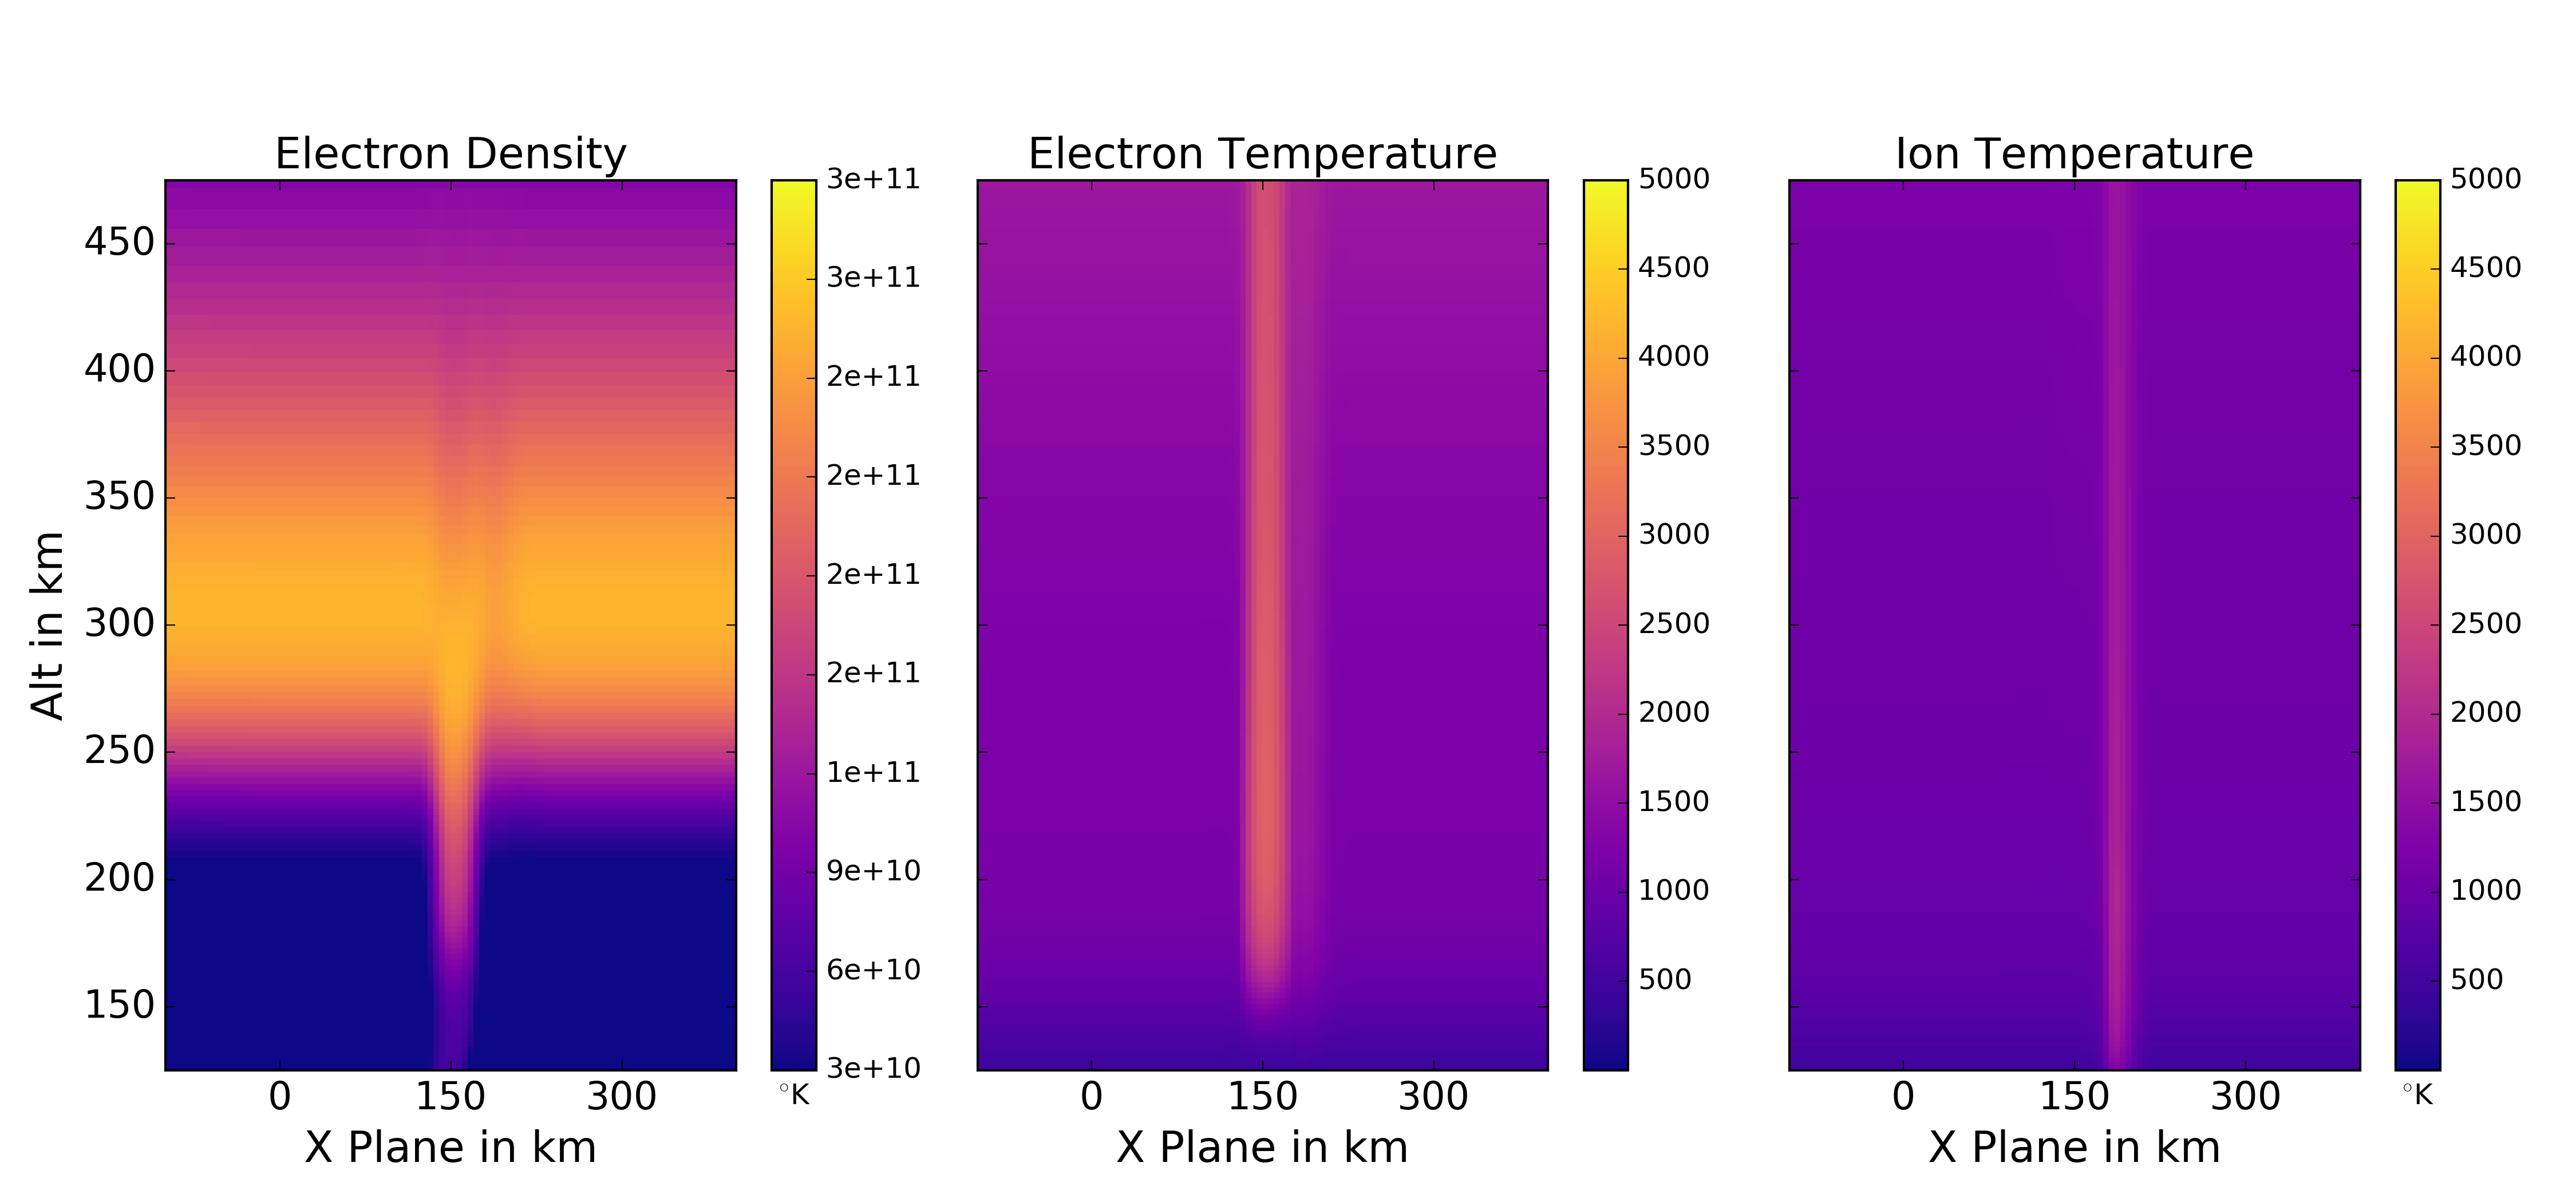 Electron Density
Electron Temperature
Ion Temperature
Alt in km
450
400
350
300
250
200
150
0 150 300
X Plane in km
3e+11
3e+11
2e+11
2e+11
2e+11
2e+11
1e+11
9e+10
6e+10
3e+10
°K
0 150 300
X Plane in km
5000
4500
4000
3500
3000
2500
2000
1500
1000
500
0 150 300
X Plane in km
5000
4500
4000
3500
3000
2500
2000
1500
1000
500
°K